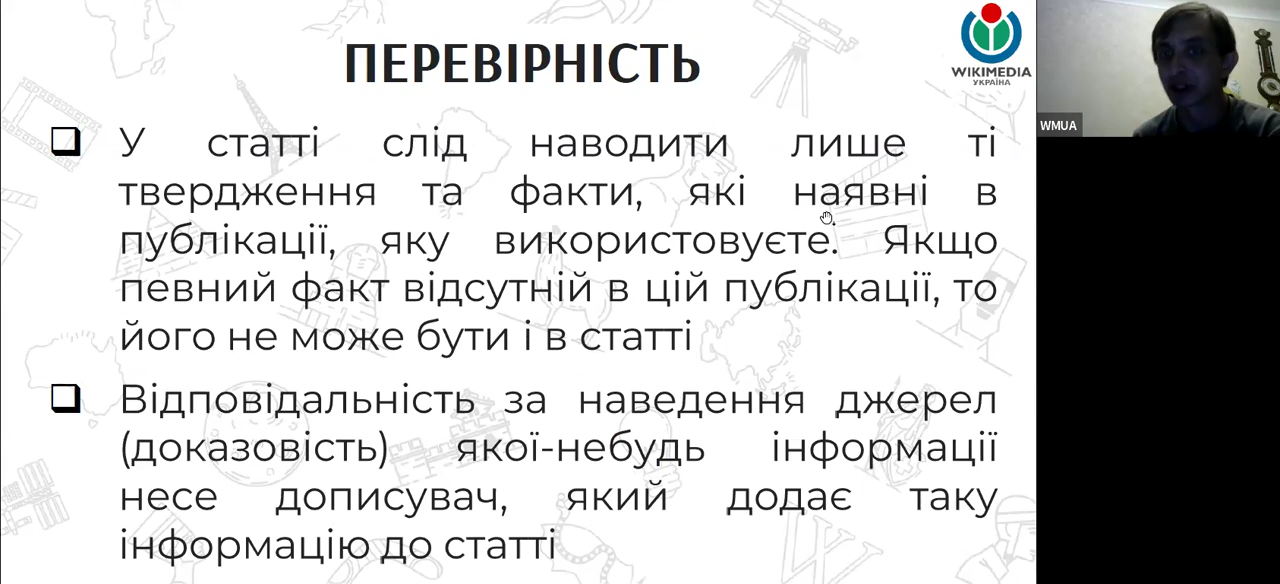 ПЕРЕВІРНІСТЬ
WIKIMEDIA
УКРАЇНА
WMUA
У статті слід наводити лише ті
твердження та факти, які наявні в
публікації, яку використовуєте. Якщо
певний факт відсутній в цій публікації, то
його не може бути і в статті
Відповідальність за наведення джерел
(доказовість) якої-небудь інформації
несе дописувач, який додає таку
інформацію до статті